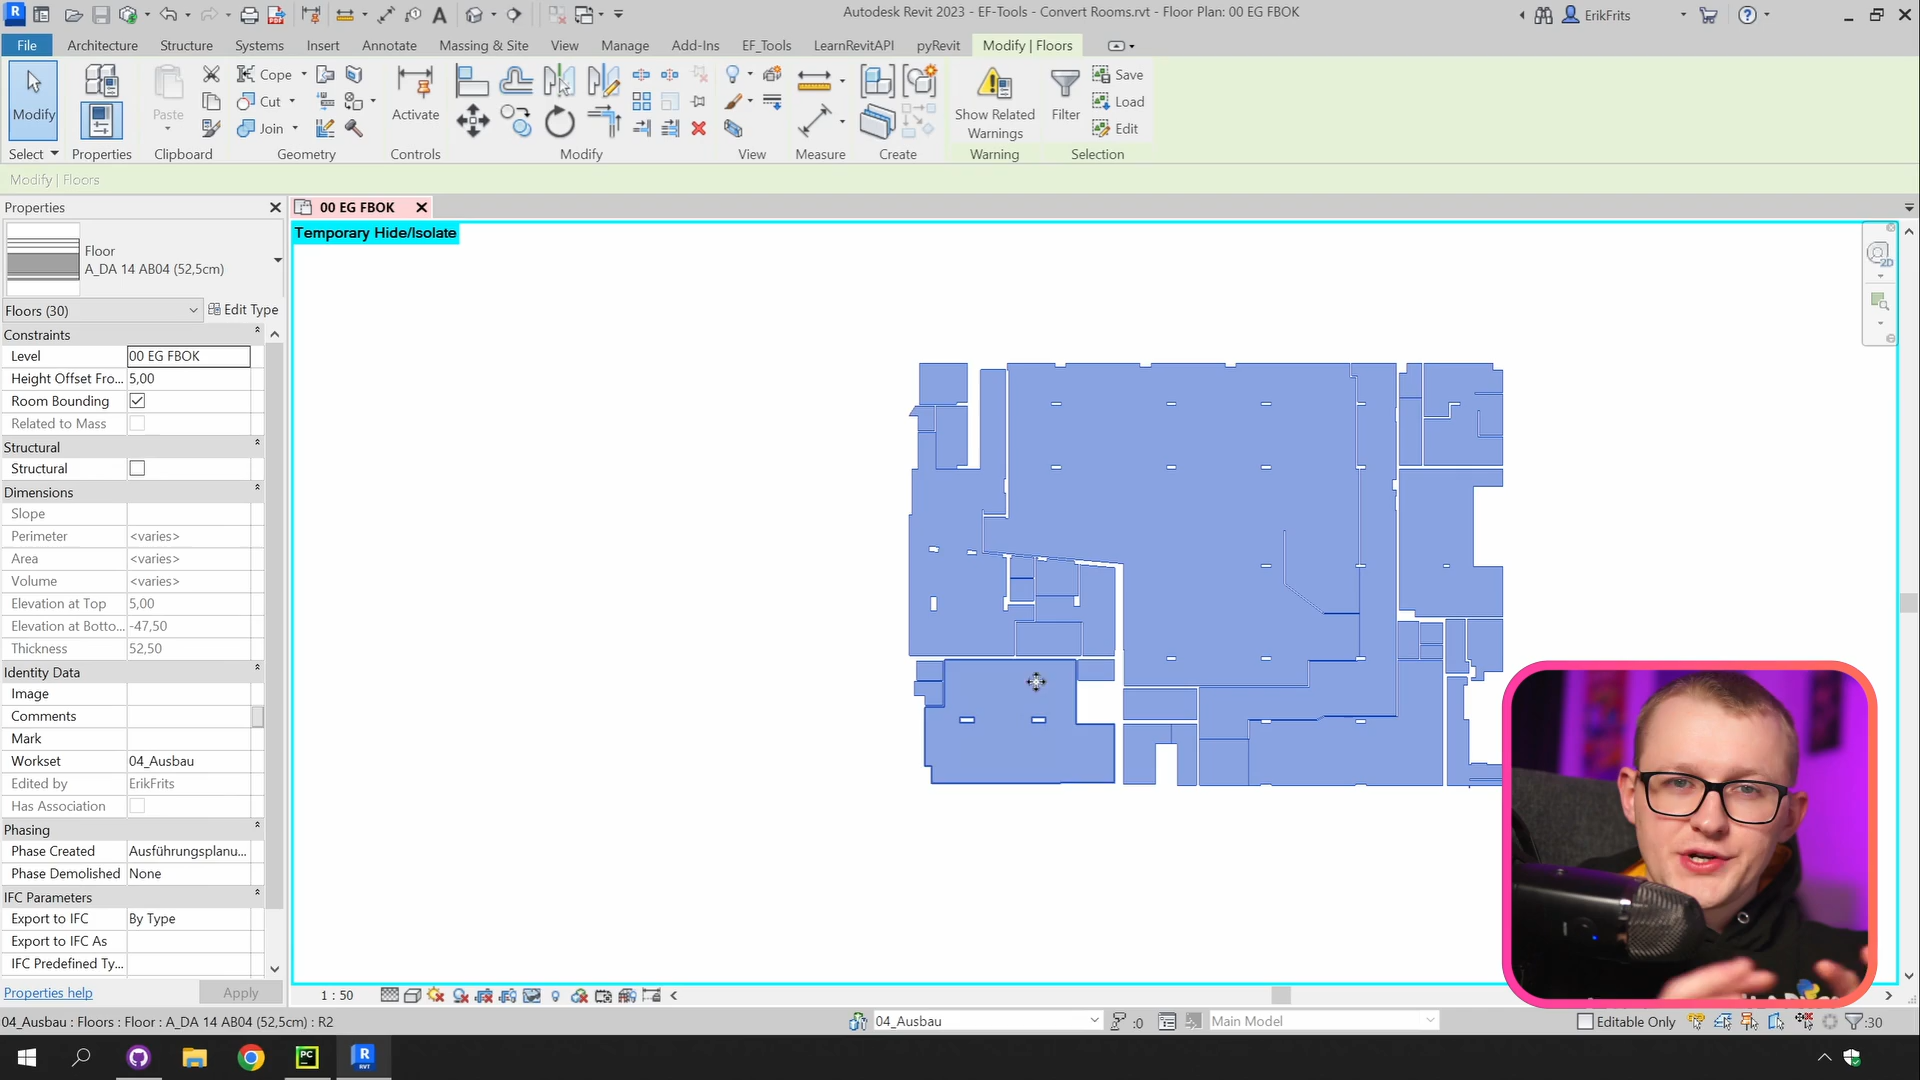 Autodesk Revit 2023 - EF-Tools - Convert Rooms.rvt - Floor Plan: 00 EG FBOK
ErikFrits
File
Architecture
Structure
Systems
Insert
Annotate
Massing & Site
View
Manage
Add-Ins
EF_Tools
LearnRevitAPI
pyRevit
Modify | Floors
Modify
Paste
Cope
Cut
Join
Activate
Show Related
Warnings
Filter
Save
Load
Edit
Select
Properties
Clipboard
Geometry
Controls
Modify
View
Measure
Create
Warning
Selection
Modify | Floors
Properties
00 EG FBOK
Temporary Hide/Isolate
2D
Floor
A_DA 14 AB04 (52,5cm)
Floors (30)
Edit Type
Constraints
Level 00 EG FBOK
Height Offset Fro... 5,00
Room Bounding
Related to Mass
Structural
Structural
Dimensions
Slope
Perimeter <varies>
Area <varies>
Volume <varies>
Elevation at Top 5,00
Elevation at Botto... -47,50
Thickness 52,50
Identity Data
Image
Comments
Mark
Workset 04_Ausbau
Edited by ErikFrits
Has Association
Phasing
Phase Created Ausführungsplanu...
Phase Demolished None
IFC Parameters
Export to IFC By Type
Export to IFC As
IFC Predefined Ty...
Properties help
Apply
1 : 50
04_Ausbau : Floors : Floor : A_DA 14 AB04 (52,5cm) : R2
04_Ausbau
:0
Main Model
Editable Only
:30
PC
R
RVT